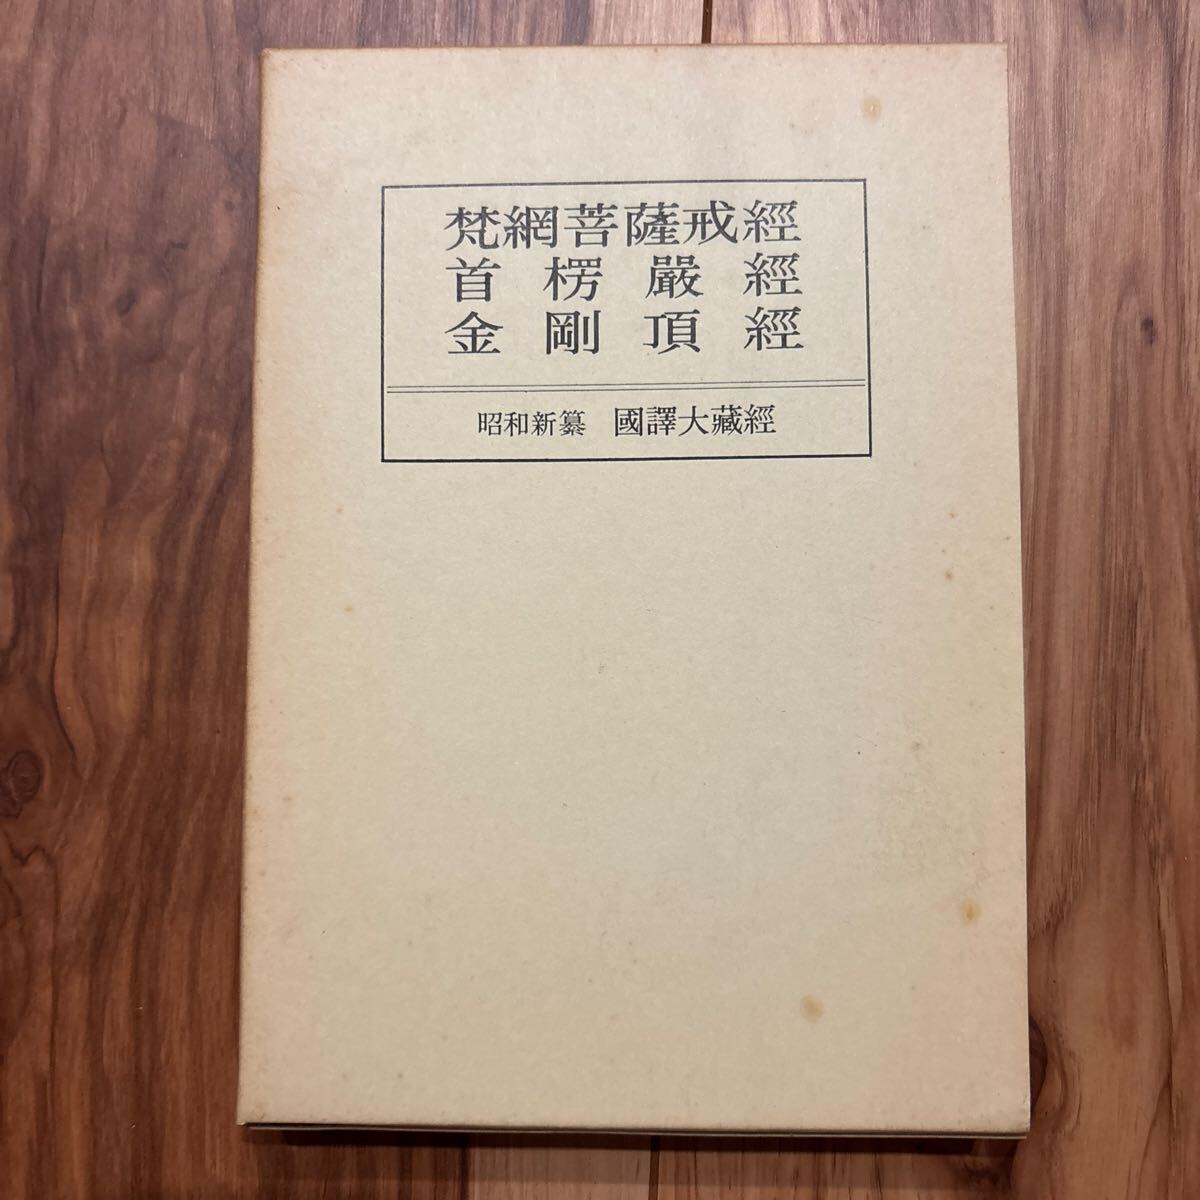 梵網菩薩戒經
首楞嚴經
金剛頂經
昭和新纂 國譯大藏經